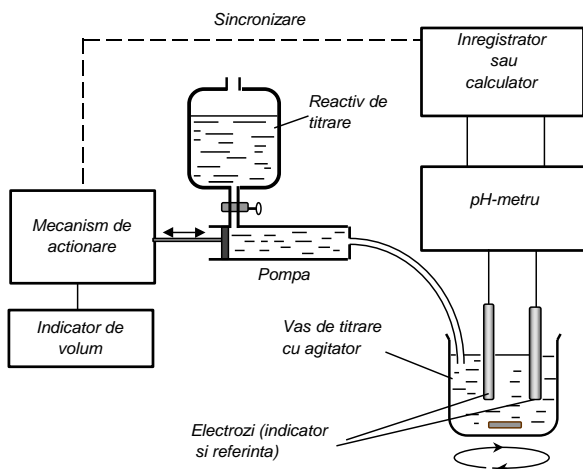 Sincronizare
Inregistrator
sau
calculator
Reactiv de
titrare
pH-metru
Mecanism de
actionare
Pompa
Indicator de
volum
Vas de titrare
cu agitator
Electrozi (indicator
si referinta)